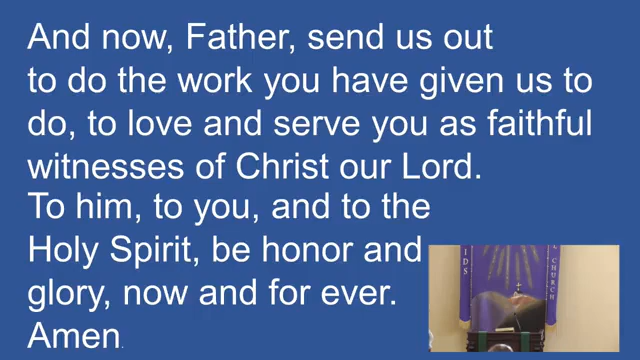 And now, Father, send us out
to do the work you have given us to
do, to love and serve you as faithful
witnesses of Christ our Lord.
To him, to you, and to the
Holy Spirit, be honor and
glory, now and for ever.
Amen.
IDS
CHURCH